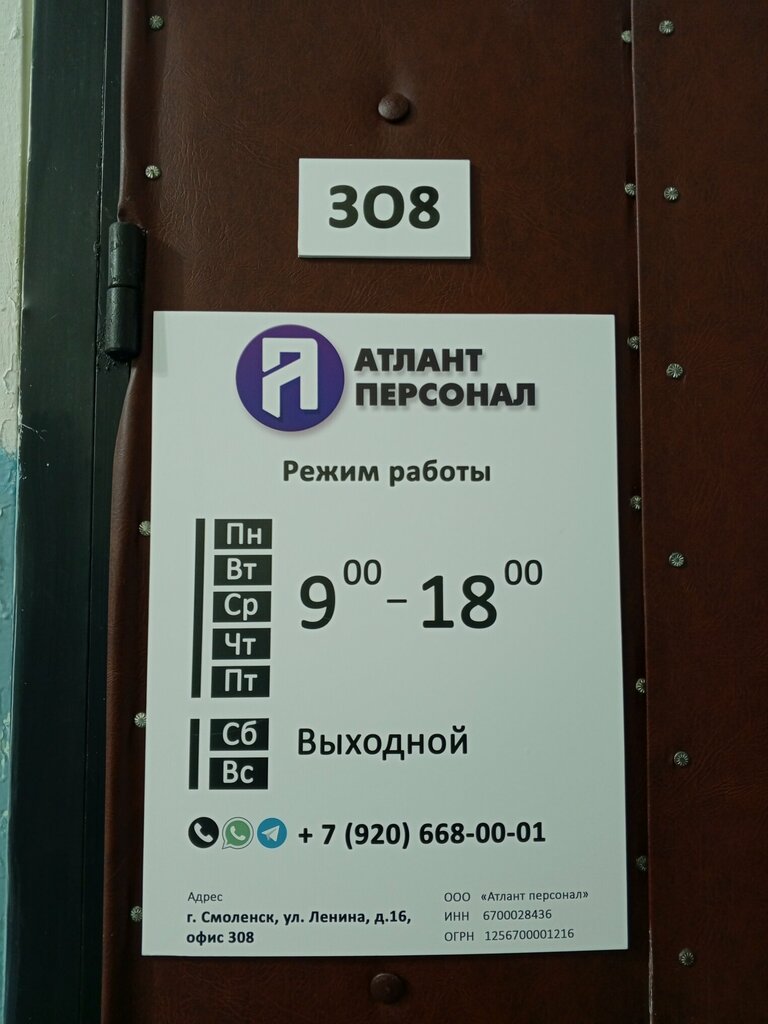 308
АТЛАНТ
ПЕРСОНАЛ
Режим работы
Пн
Вт
Ср
Чт
Пт
9⁰⁰ – 18⁰⁰
Сб
Вс
Выходной
+ 7 (920) 668-00-01
Адрес
г. Смоленск, ул. Ленина, д.16,
офис 308
ООО «Атлант персонал»
ИНН 6700028436
ОГРН 1256700001216